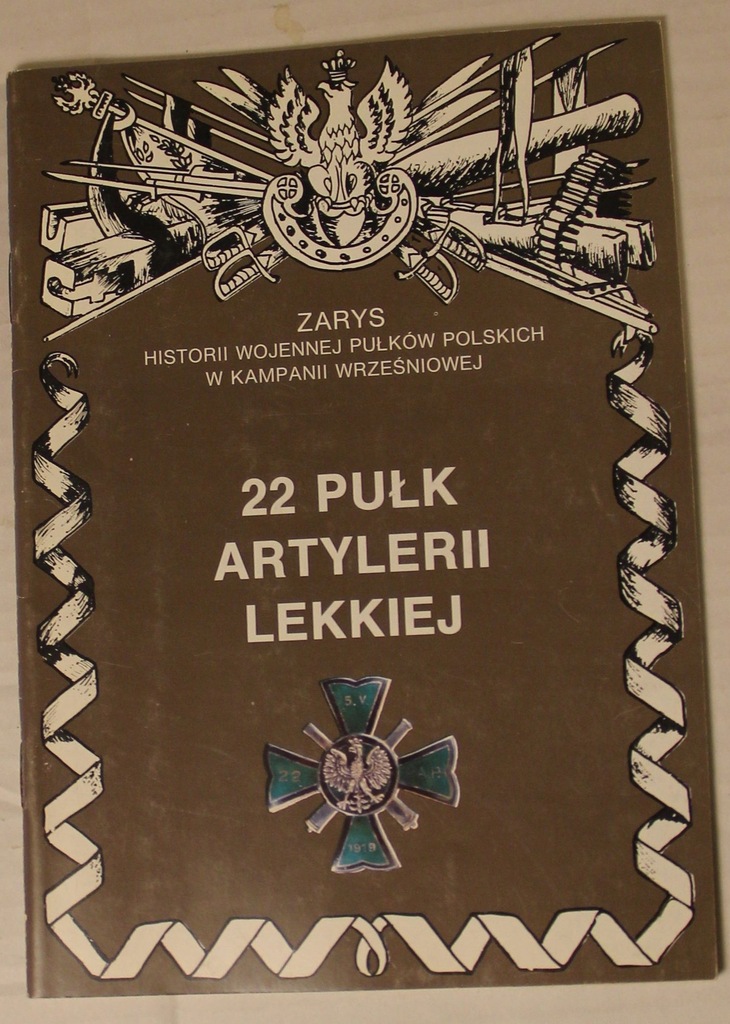 ZARYS
HISTORII WOJENNEJ PUŁKÓW POLSKICH
W KAMPANII WRZEŚNIOWEJ
22 PUŁK
ARTYLERII
LEKKIEJ
5.V
22
1919